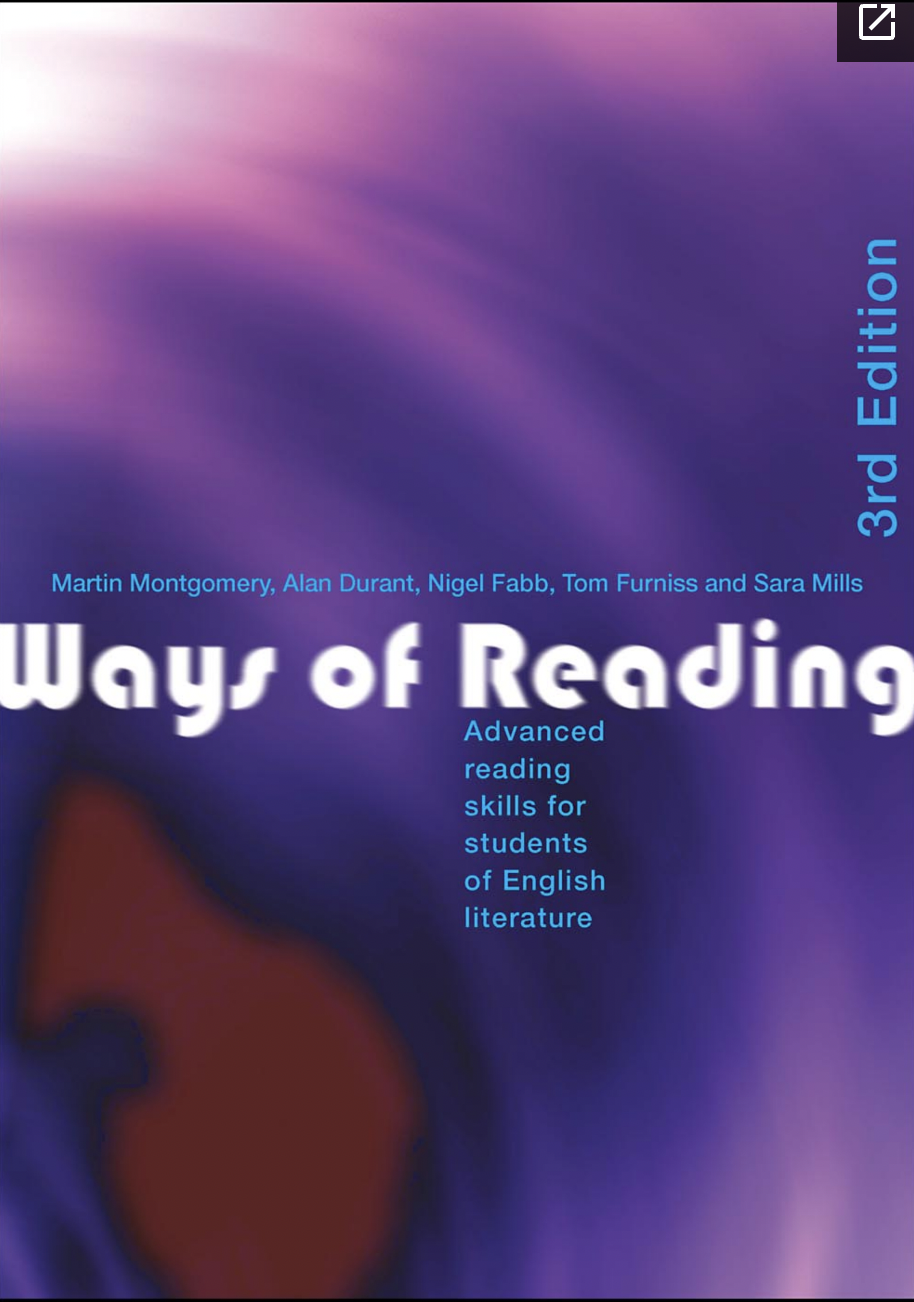 3rd Edition
Martin Montgomery, Alan Durant, Nigel Fabb, Tom Furniss and Sara Mills
Ways of Reading
Advanced
reading
skills for
students
of English
literature